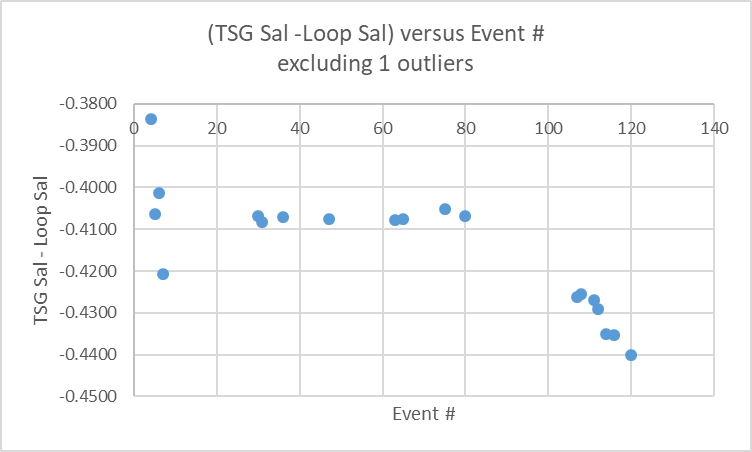 (TSG Sal -Loop Sal) versus Event #
excluding 1 outliers
-0.3800
0 20 40 60 80 100 120 140
-0.3900
-0.4000
-0.4100
-0.4200
-0.4300
-0.4400
-0.4500
TSG Sal - Loop Sal
Event #